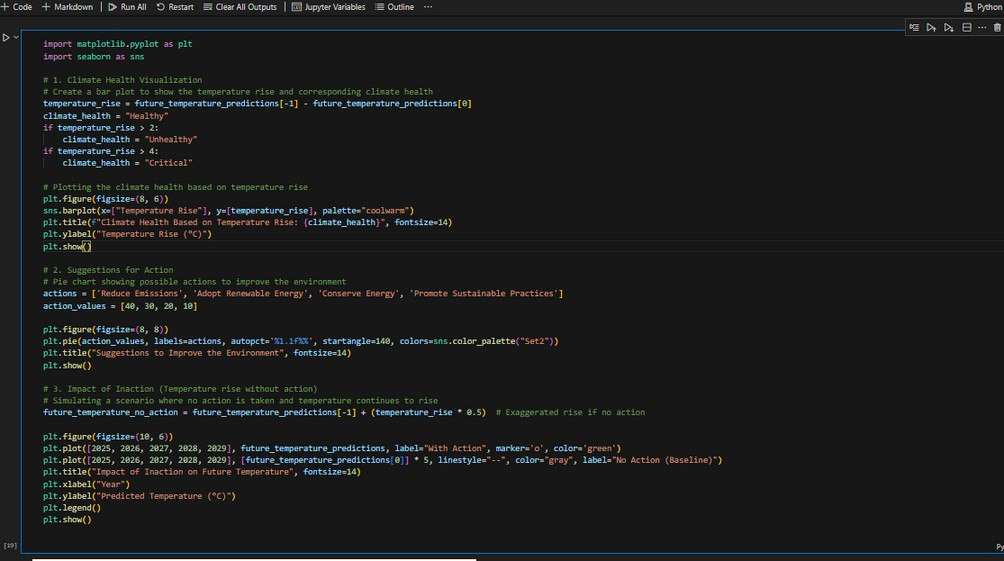 + Code + Markdown Run All Restart Clear All Outputs Jupyter Variables Outline ... Python
import matplotlib.pyplot as plt
import seaborn as sns
# 1. Climate Health Visualization
# Create a bar plot to show the temperature rise and corresponding climate health
temperature_rise = future_temperature_predictions[-1] - future_temperature_predictions[0]
climate_health = "Healthy"
if temperature_rise > 2:
    climate_health = "Unhealthy"
if temperature_rise > 4:
    climate_health = "Critical"
# Plotting the climate health based on temperature rise
plt.figure(figsize=(8, 6))
sns.barplot(x=["Temperature Rise"], y=[temperature_rise], palette="coolwarm")
plt.title(f"Climate Health Based on Temperature Rise: {climate_health}", fontsize=14)
plt.ylabel("Temperature Rise (°C)")
plt.show()
# 2. Suggestions for Action
# Pie chart showing possible actions to improve the environment
actions = ['Reduce Emissions', 'Adopt Renewable Energy', 'Conserve Energy', 'Promote Sustainable Practices']
action_values = [40, 30, 20, 10]
plt.figure(figsize=(8, 8))
plt.pie(action_values, labels=actions, autopct='%1.1f%%', startangle=140, colors=sns.color_palette("Set2"))
plt.title("Suggestions to Improve the Environment", fontsize=14)
plt.show()
# 3. Impact of Inaction (Temperature rise without action)
# Simulating a scenario where no action is taken and temperature continues to rise
future_temperature_no_action = future_temperature_predictions[-1] + (temperature_rise * 0.5)  # Exaggerated rise if no action
plt.figure(figsize=(10, 6))
plt.plot([2025, 2026, 2027, 2028, 2029], future_temperature_predictions, label="With Action", marker='o', color='green')
plt.plot([2025, 2026, 2027, 2028, 2029], [future_temperature_predictions[0]] * 5, linestyle="--", color="gray", label="No Action (Baseline)")
plt.title("Impact of Inaction on Future Temperature", fontsize=14)
plt.xlabel("Year")
plt.ylabel("Predicted Temperature (°C)")
plt.legend()
plt.show()
[19] Py